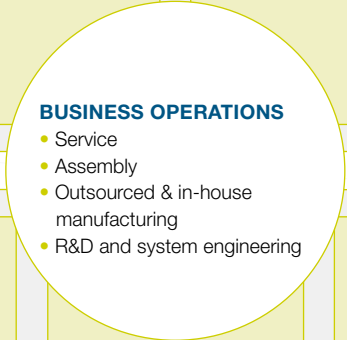 BUSINESS OPERATIONS
• Service
• Assembly
• Outsourced & in-house
manufacturing
• R&D and system engineering